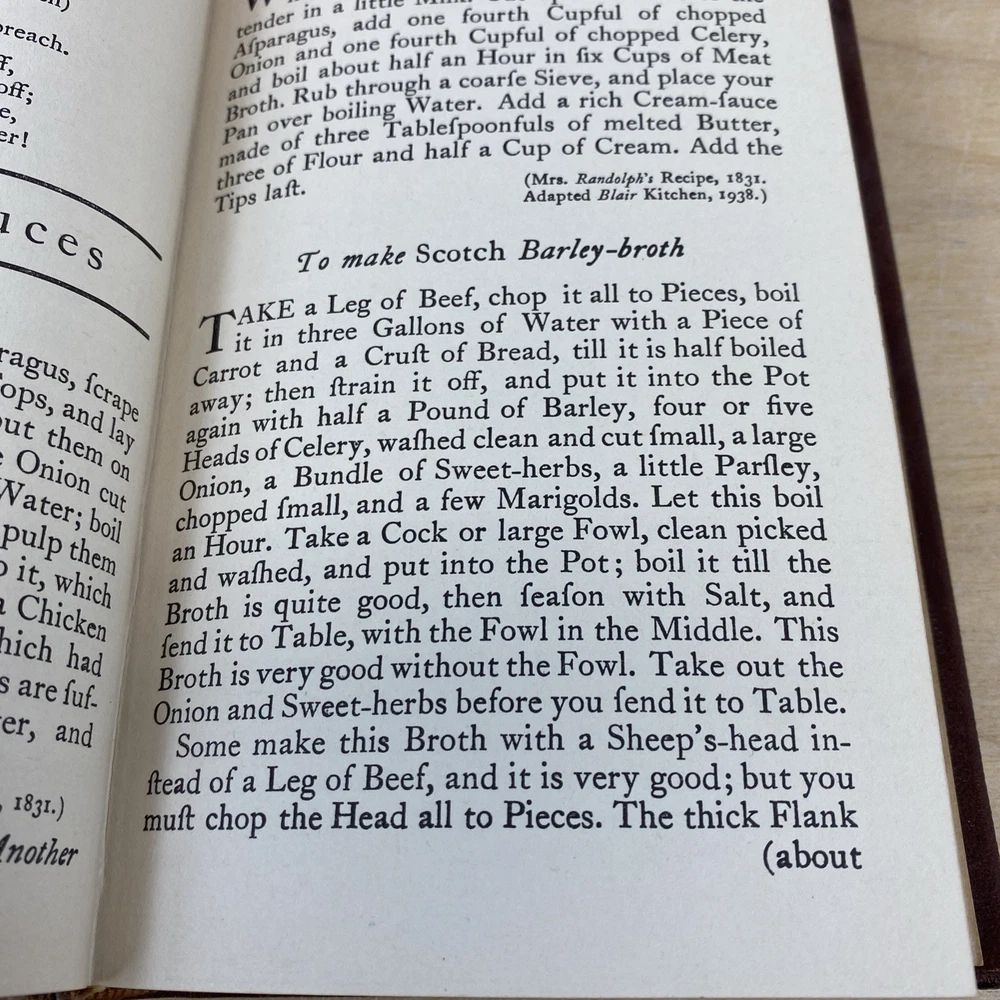 reach.
ff,
off;
e,
er!
uces
ragus, ſcrape
ops, and lay
ut them on
Onion cut
Water; boil
pulp them
o it, which
a Chicken
hich had
s are ſuf-
er, and
, 1831.)
Another
tender in a little
Aſparagus, add one fourth Cupful of chopped
Onion and one fourth Cupful of chopped Celery,
and boil about half an Hour in ſix Cups of Meat
Broth. Rub through a coarſe Sieve, and place your
Pan over boiling Water. Add a rich Cream-ſauce
made of three Tableſpoonfuls of melted Butter,
three of Flour and half a Cup of Cream. Add the
Tips laſt.
(Mrs. Randolph's Recipe, 1831.
Adapted Blair Kitchen, 1938.)
To make Scotch Barley-broth
TAKE a Leg of Beef, chop it all to Pieces, boil
it in three Gallons of Water with a Piece of
Carrot and a Cruſt of Bread, till it is half boiled
away; then ſtrain it off, and put it into the Pot
again with half a Pound of Barley, four or five
Heads of Celery, waſhed clean and cut ſmall, a large
Onion, a Bundle of Sweet-herbs, a little Parſley,
chopped ſmall, and a few Marigolds. Let this boil
an Hour. Take a Cock or large Fowl, clean picked
and waſhed, and put into the Pot; boil it till the
Broth is quite good, then ſeaſon with Salt, and
ſend it to Table, with the Fowl in the Middle. This
Broth is very good without the Fowl. Take out the
Onion and Sweet-herbs before you ſend it to Table.
Some make this Broth with a Sheep's-head in-
ſtead of a Leg of Beef, and it is very good; but you
muſt chop the Head all to Pieces. The thick Flank
(about